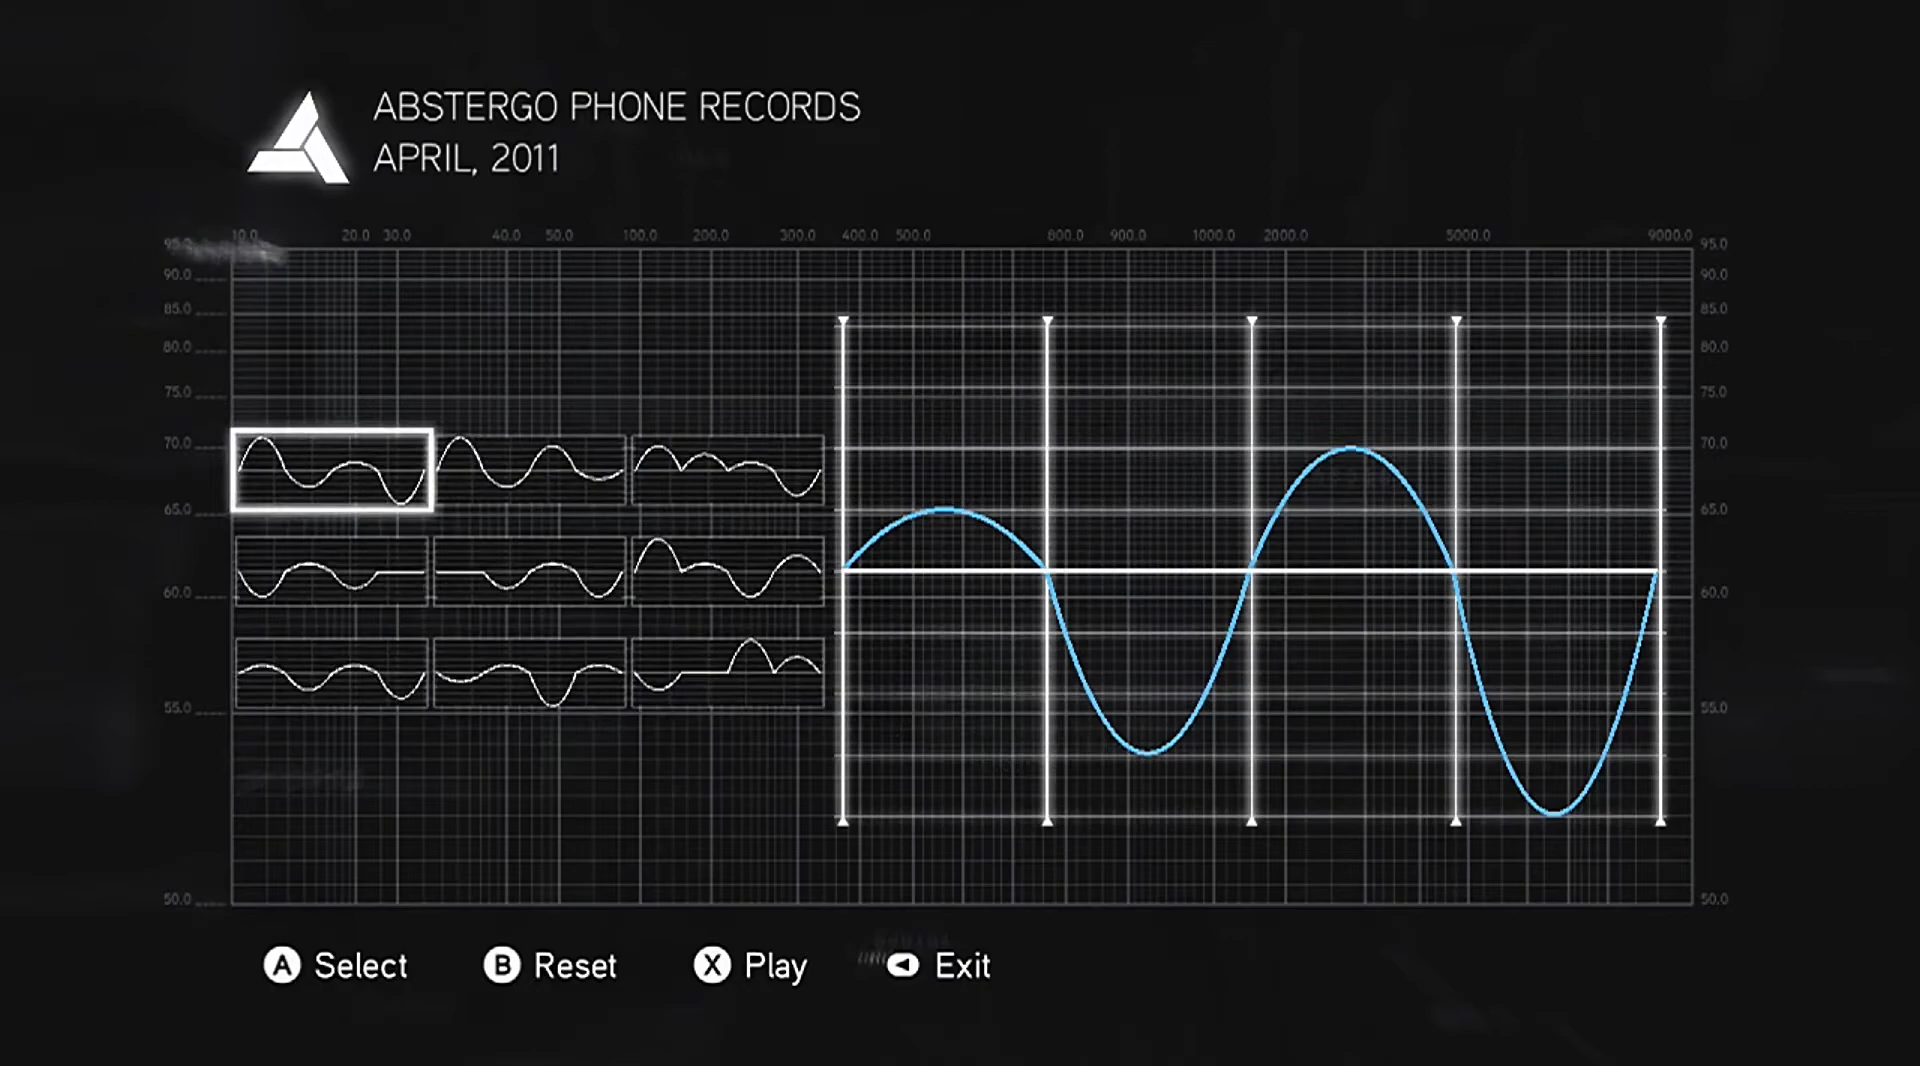 ABSTERGO PHONE RECORDS
APRIL, 2011
10.0 20.0 30.0 40.0 50.0 100.0 200.0 300.0 400.0 500.0 800.0 900.0 1000.0 2000.0 5000.0 9000.0
95.0 95.0
90.0 90.0
85.0 85.0
80.0 80.0
75.0 75.0
70.0 70.0
65.0 65.0
60.0 60.0
55.0 55.0
50.0 50.0
A Select B Reset X Play Exit